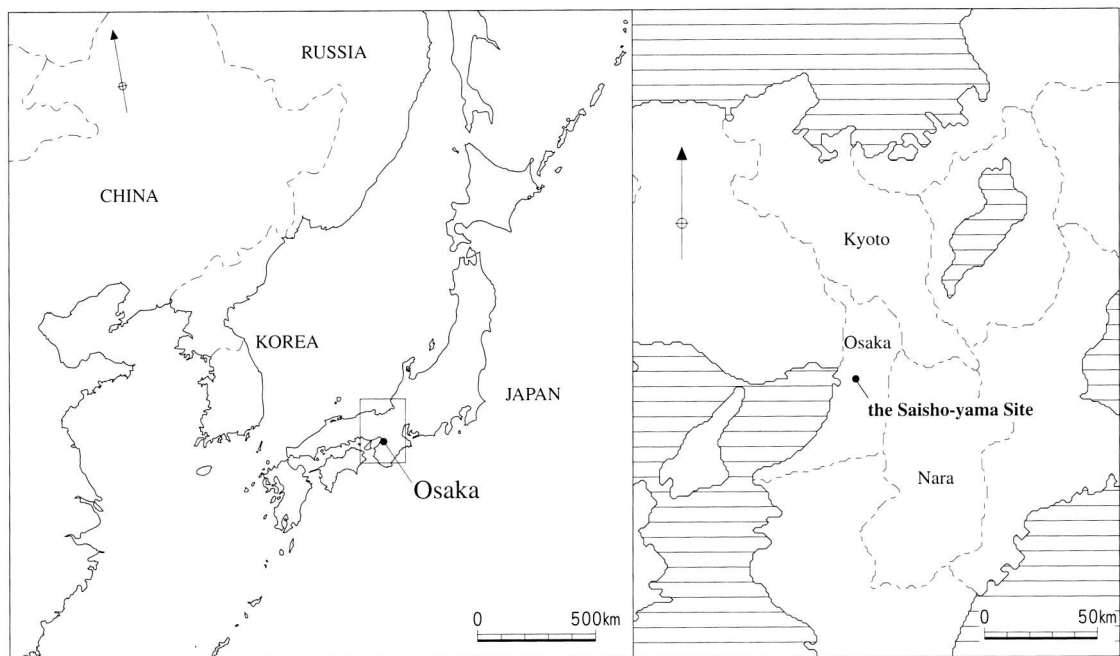 RUSSIA
CHINA
KOREA
JAPAN
Osaka
0 500km
Kyoto
Osaka
the Saisho-yama Site
Nara
0 50km